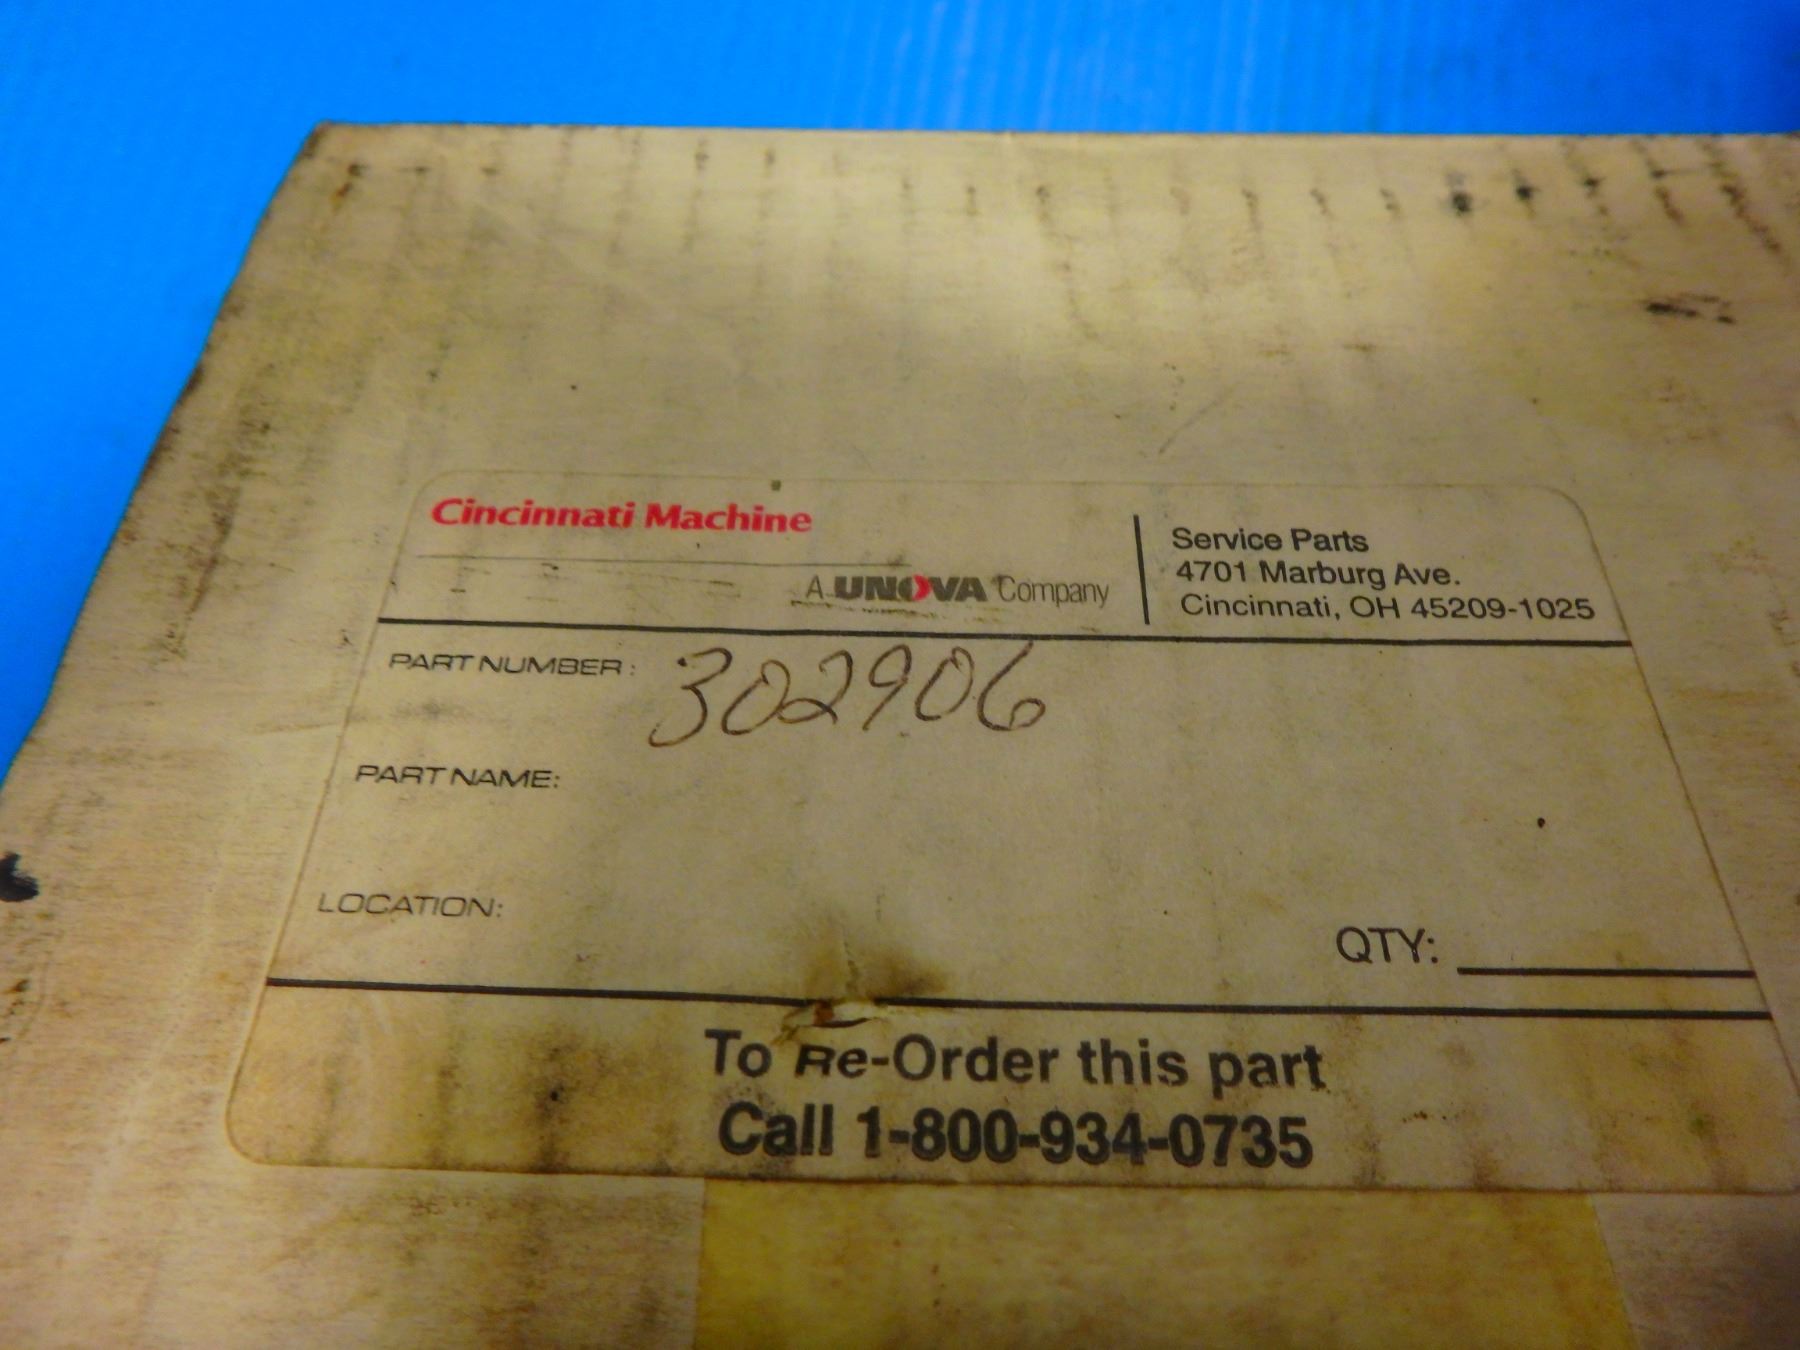 Cincinnati Machine
A UNOVA Company
Service Parts
4701 Marburg Ave.
Cincinnati, OH 45209-1025
PART NUMBER: 302906
PART NAME:
LOCATION:
QTY:
To Re-Order this part
Call 1-800-934-0735